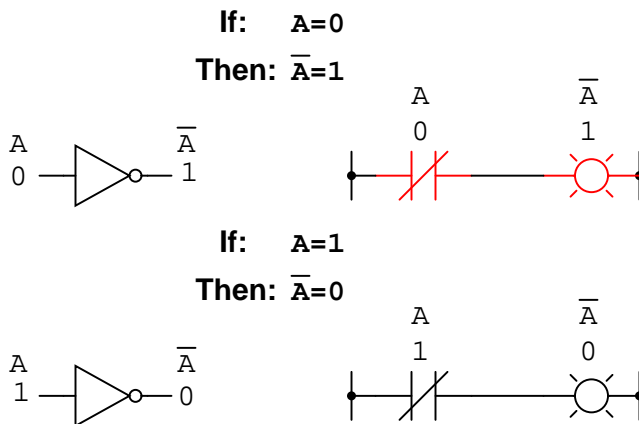 If: A=0
Then: A̅=1
A A̅
0 1
A A̅
0 1
If: A=1
Then: A̅=0
A A̅
1 0
A A̅
1 0